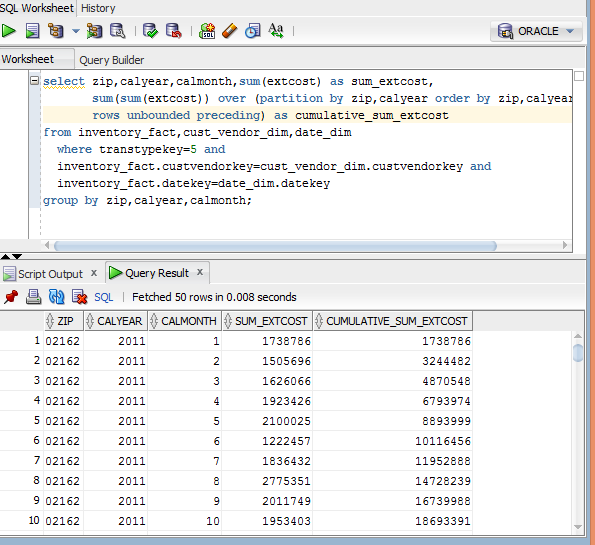 SQL Worksheet History
ORACLE
Worksheet Query Builder
select zip,calyear,calmonth,sum(extcost) as sum_extcost,
sum(sum(extcost)) over (partition by zip,calyear order by zip,calyear
rows unbounded preceding) as cumulative_sum_extcost
from inventory_fact,cust_vendor_dim,date_dim
where transtypekey=5 and
inventory_fact.custvendorkey=cust_vendor_dim.custvendorkey and
inventory_fact.datekey=date_dim.datekey
group by zip,calyear,calmonth;
Script Output x Query Result x
SQL | Fetched 50 rows in 0.008 seconds
ZIP CALYEAR CALMONTH SUM_EXTCOST CUMULATIVE_SUM_EXTCOST
1 02162 2011 1 1738786 1738786
2 02162 2011 2 1505696 3244482
3 02162 2011 3 1626066 4870548
4 02162 2011 4 1923426 6793974
5 02162 2011 5 2100025 8893999
6 02162 2011 6 1222457 10116456
7 02162 2011 7 1836432 11952888
8 02162 2011 8 2775351 14728239
9 02162 2011 9 2011749 16739988
10 02162 2011 10 1953403 18693391